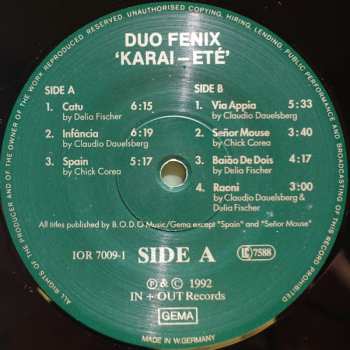 ALL RIGHTS OF THE PRODUCER AND OF THE OWNER OF THE WORK REPRODUCED RESERVED. UNAUTHORISED COPYING, HIRING, LENDING, PUBLIC PERFORMANCE AND BROADCASTING OF THIS RECORD PROHIBITED
DUO FENIX
'KARAI–ETÉ'
SIDE A
1. Catu 6:15
by Delia Fischer
2. Infância 6:19
by Claudio Dauelsberg
3. Spain 5:17
by Chick Corea
SIDE B
1. Via Appia 5:33
by Claudio Dauelsberg
2. Señor Mouse 3:40
by Chick Corea
3. Baião De Dois 4:17
by Delia Fischer
4. Raoni 3:00
by Claudio Dauelsberg &
Delia Fischer
All titles published by B.O.D.O Music/Gema except "Spain" and "Señor Mouse"
IOR 7009-1
SIDE A
LC 7588
℗ & © 1992
IN + OUT Records
GEMA
MADE IN W.GERMANY